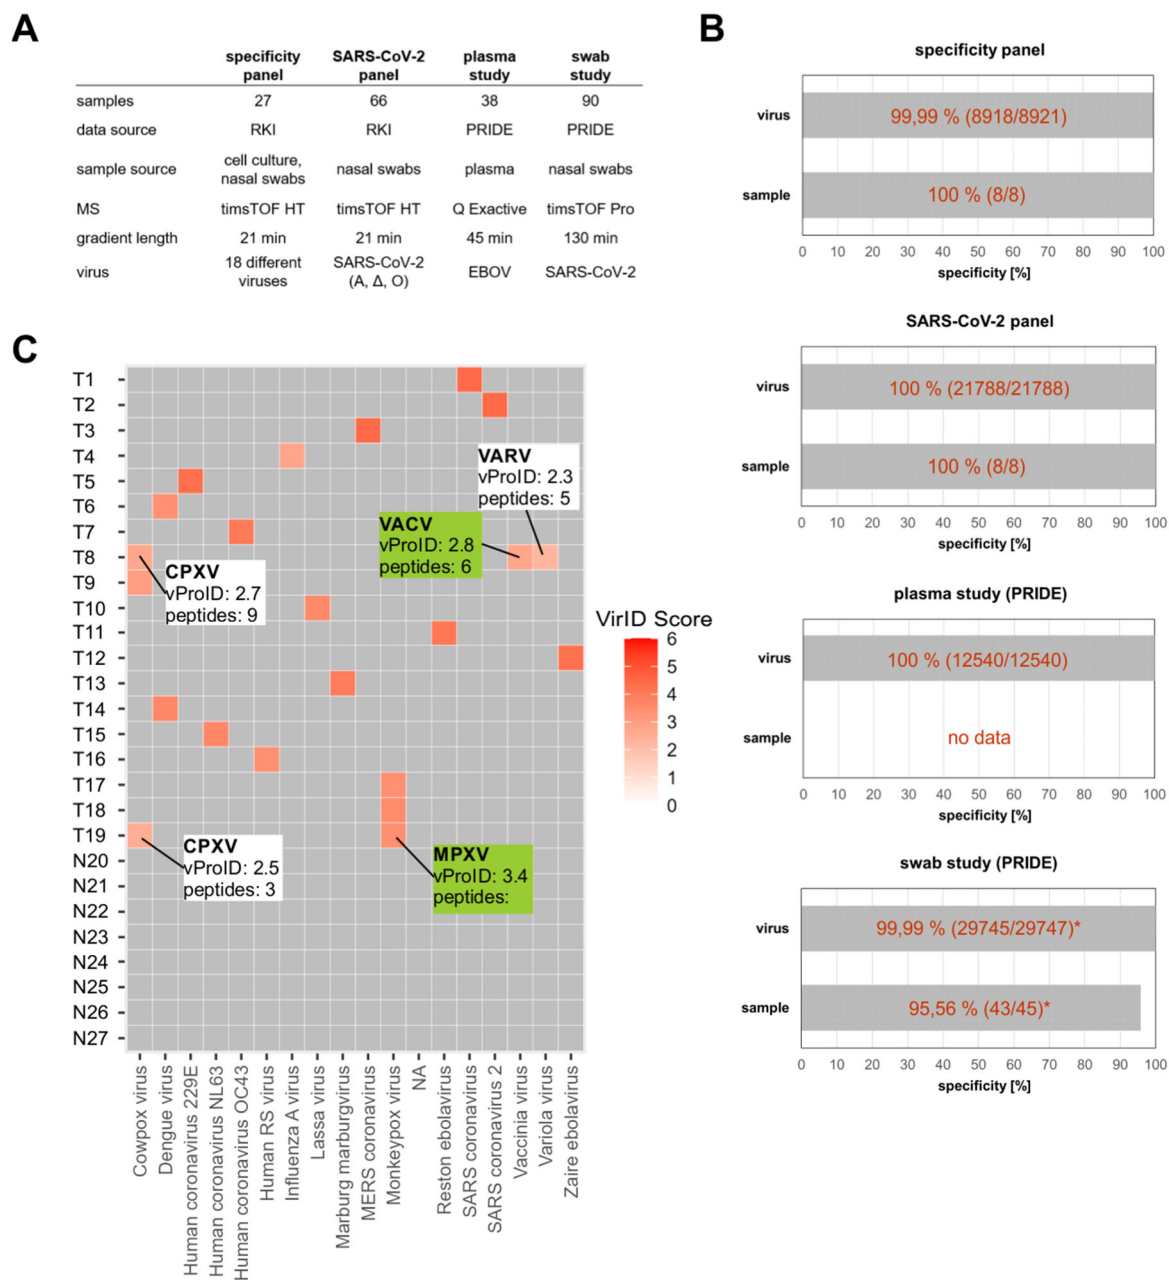 A
specificity panel SARS-CoV-2 panel plasma study swab study
samples 27 66 38 90
data source RKI RKI PRIDE PRIDE
sample source cell culture, nasal swabs nasal swabs plasma nasal swabs
MS timsTOF HT timsTOF HT Q Exactive timsTOF Pro
gradient length 21 min 21 min 45 min 130 min
virus 18 different viruses SARS-CoV-2 (A, Δ, O) EBOV SARS-CoV-2
B
specificity panel
virus 99,99 % (8918/8921)
sample 100 % (8/8)
0 10 20 30 40 50 60 70 80 90 100
specificity [%]
SARS-CoV-2 panel
virus 100 % (21788/21788)
sample 100 % (8/8)
0 10 20 30 40 50 60 70 80 90 100
specificity [%]
plasma study (PRIDE)
virus 100 % (12540/12540)
sample no data
0 10 20 30 40 50 60 70 80 90 100
specificity [%]
swab study (PRIDE)
virus 99,99 % (29745/29747)*
sample 95,56 % (43/45)*
0 10 20 30 40 50 60 70 80 90 100
specificity [%]
C
T1
T2
T3
T4
T5
T6
T7
T8
T9
T10
T11
T12
T13
T14
T15
T16
T17
T18
T19
N20
N21
N22
N23
N24
N25
N26
N27
VARV
vProID: 2.3
peptides: 5
VACV
vProID: 2.8
peptides: 6
CPXV
vProID: 2.7
peptides: 9
CPXV
vProID: 2.5
peptides: 3
MPXV
vProID: 3.4
peptides:
VirID Score
6
5
4
3
2
1
0
Cowpox virus
Dengue virus
Human coronavirus 229E
Human coronavirus NL63
Human coronavirus OC43
Human RS virus
Influenza A virus
Lassa virus
Marburg marburgvirus
MERS coronavirus
Monkeypox virus
NA
Reston ebolavirus
SARS coronavirus
SARS coronavirus 2
Vaccinia virus
Variola virus
Zaire ebolavirus